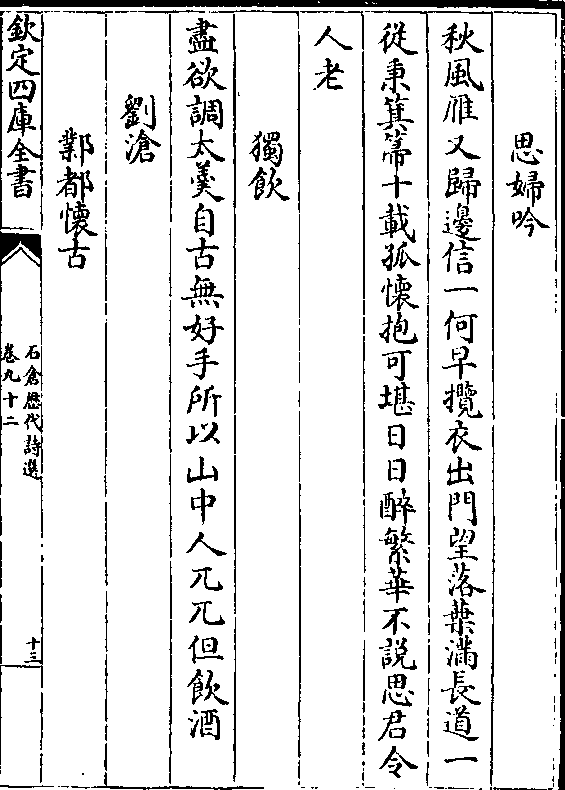 思婦吟
秋風雁又歸邊信一何早攬衣出門望落葉滿長道一
從秉箕箒十載孤懷抱可堪日日醉繁華不說思君令
人老
獨飲
盡欲調太羮自古無好手所以山中人兀兀但飲酒
劉滄
鄴都懷古
欽定四庫全書
石倉歷代詩選
卷九十二
十三